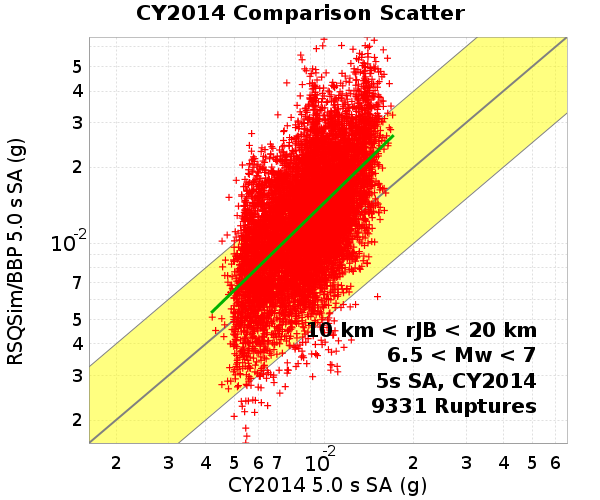 CY2014 Comparison Scatter
RSQSim/BBP 5.0 s SA (g)
5
4
3
2
10-2
7
5
4
3
2
10 km < rJB < 20 km
6.5 < Mw < 7
5s SA, CY2014
9331 Ruptures
2 3 4 5 6 7 10-2 2 3 4 5 6
CY2014 5.0 s SA (g)